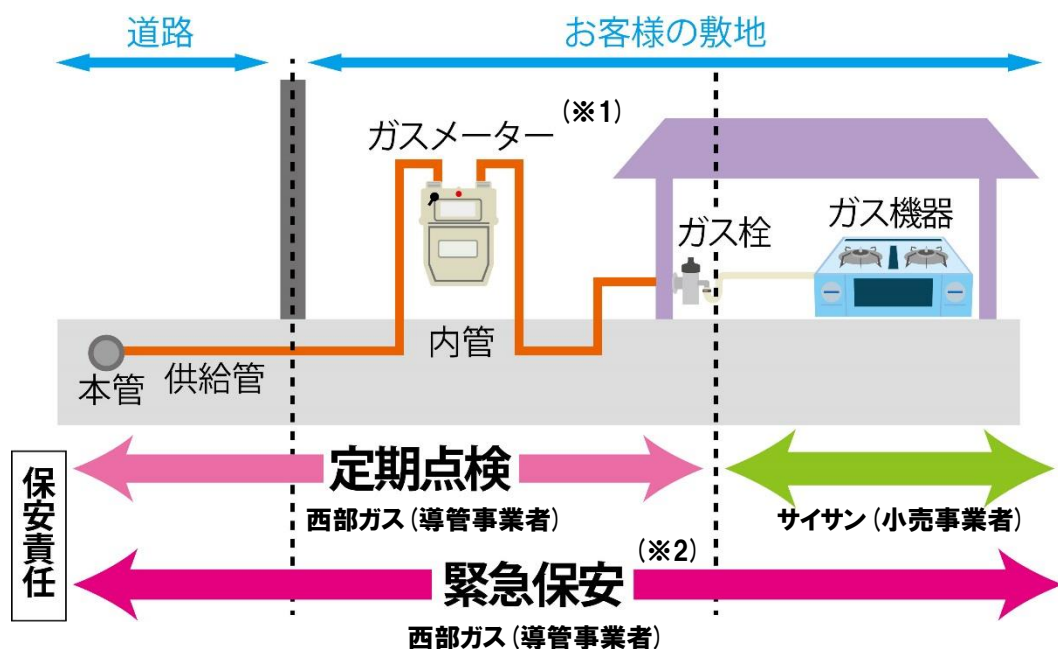 道路
お客様の敷地
ガスメーター(※1)
ガス栓
ガス機器
内管
本管
供給管
保安責任
定期点検
西部ガス(導管事業者)
サイサン(小売事業者)
緊急保安(※2)
西部ガス(導管事業者)